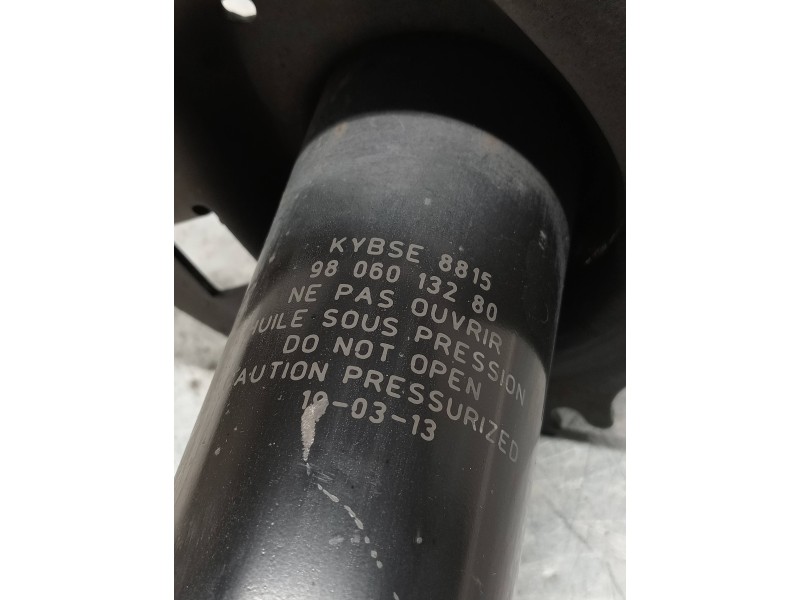 KYBSE 8815
98 060 132 80
NE PAS OUVRIR
HUILE SOUS PRESSION
DO NOT OPEN
CAUTION PRESSURIZED
19-03-13